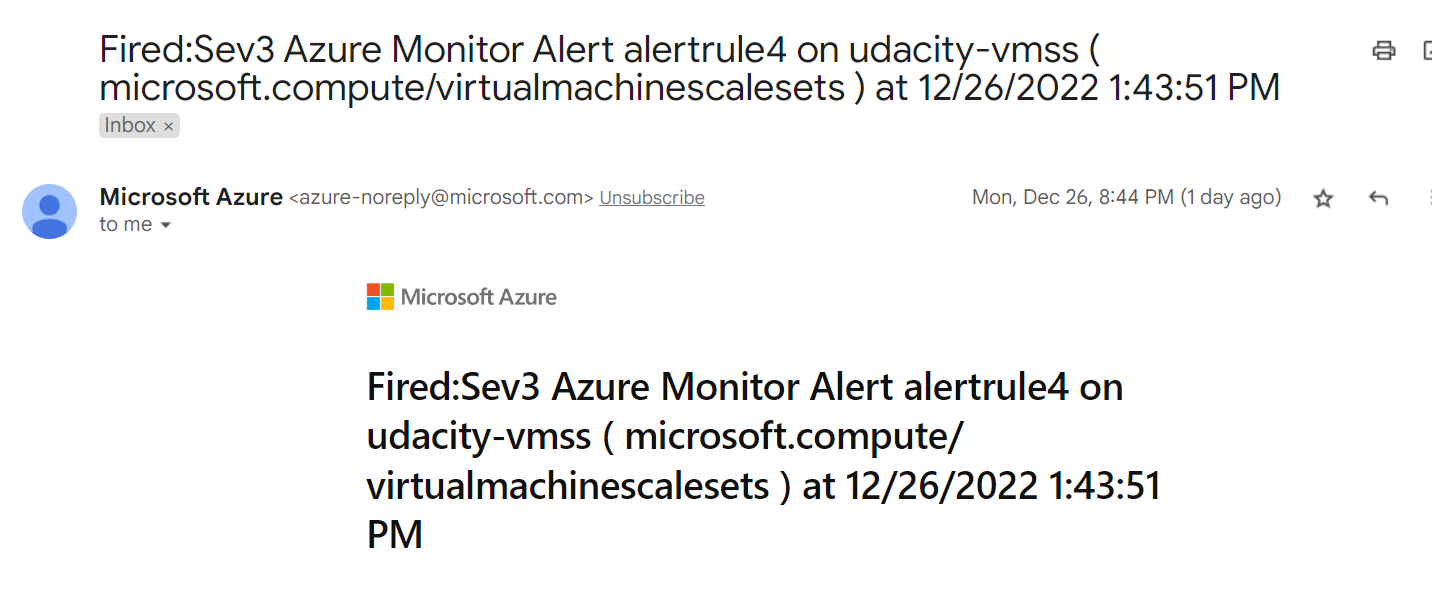 Fired:Sev3 Azure Monitor Alert alertrule4 on udacity-vmss (
microsoft.compute/virtualmachinescalesets ) at 12/26/2022 1:43:51 PM
Inbox ×
Microsoft Azure <azure-noreply@microsoft.com> Unsubscribe
Mon, Dec 26, 8:44 PM (1 day ago)
to me
Microsoft Azure
Fired:Sev3 Azure Monitor Alert alertrule4 on
udacity-vmss ( microsoft.compute/
virtualmachinescalesets ) at 12/26/2022 1:43:51
PM